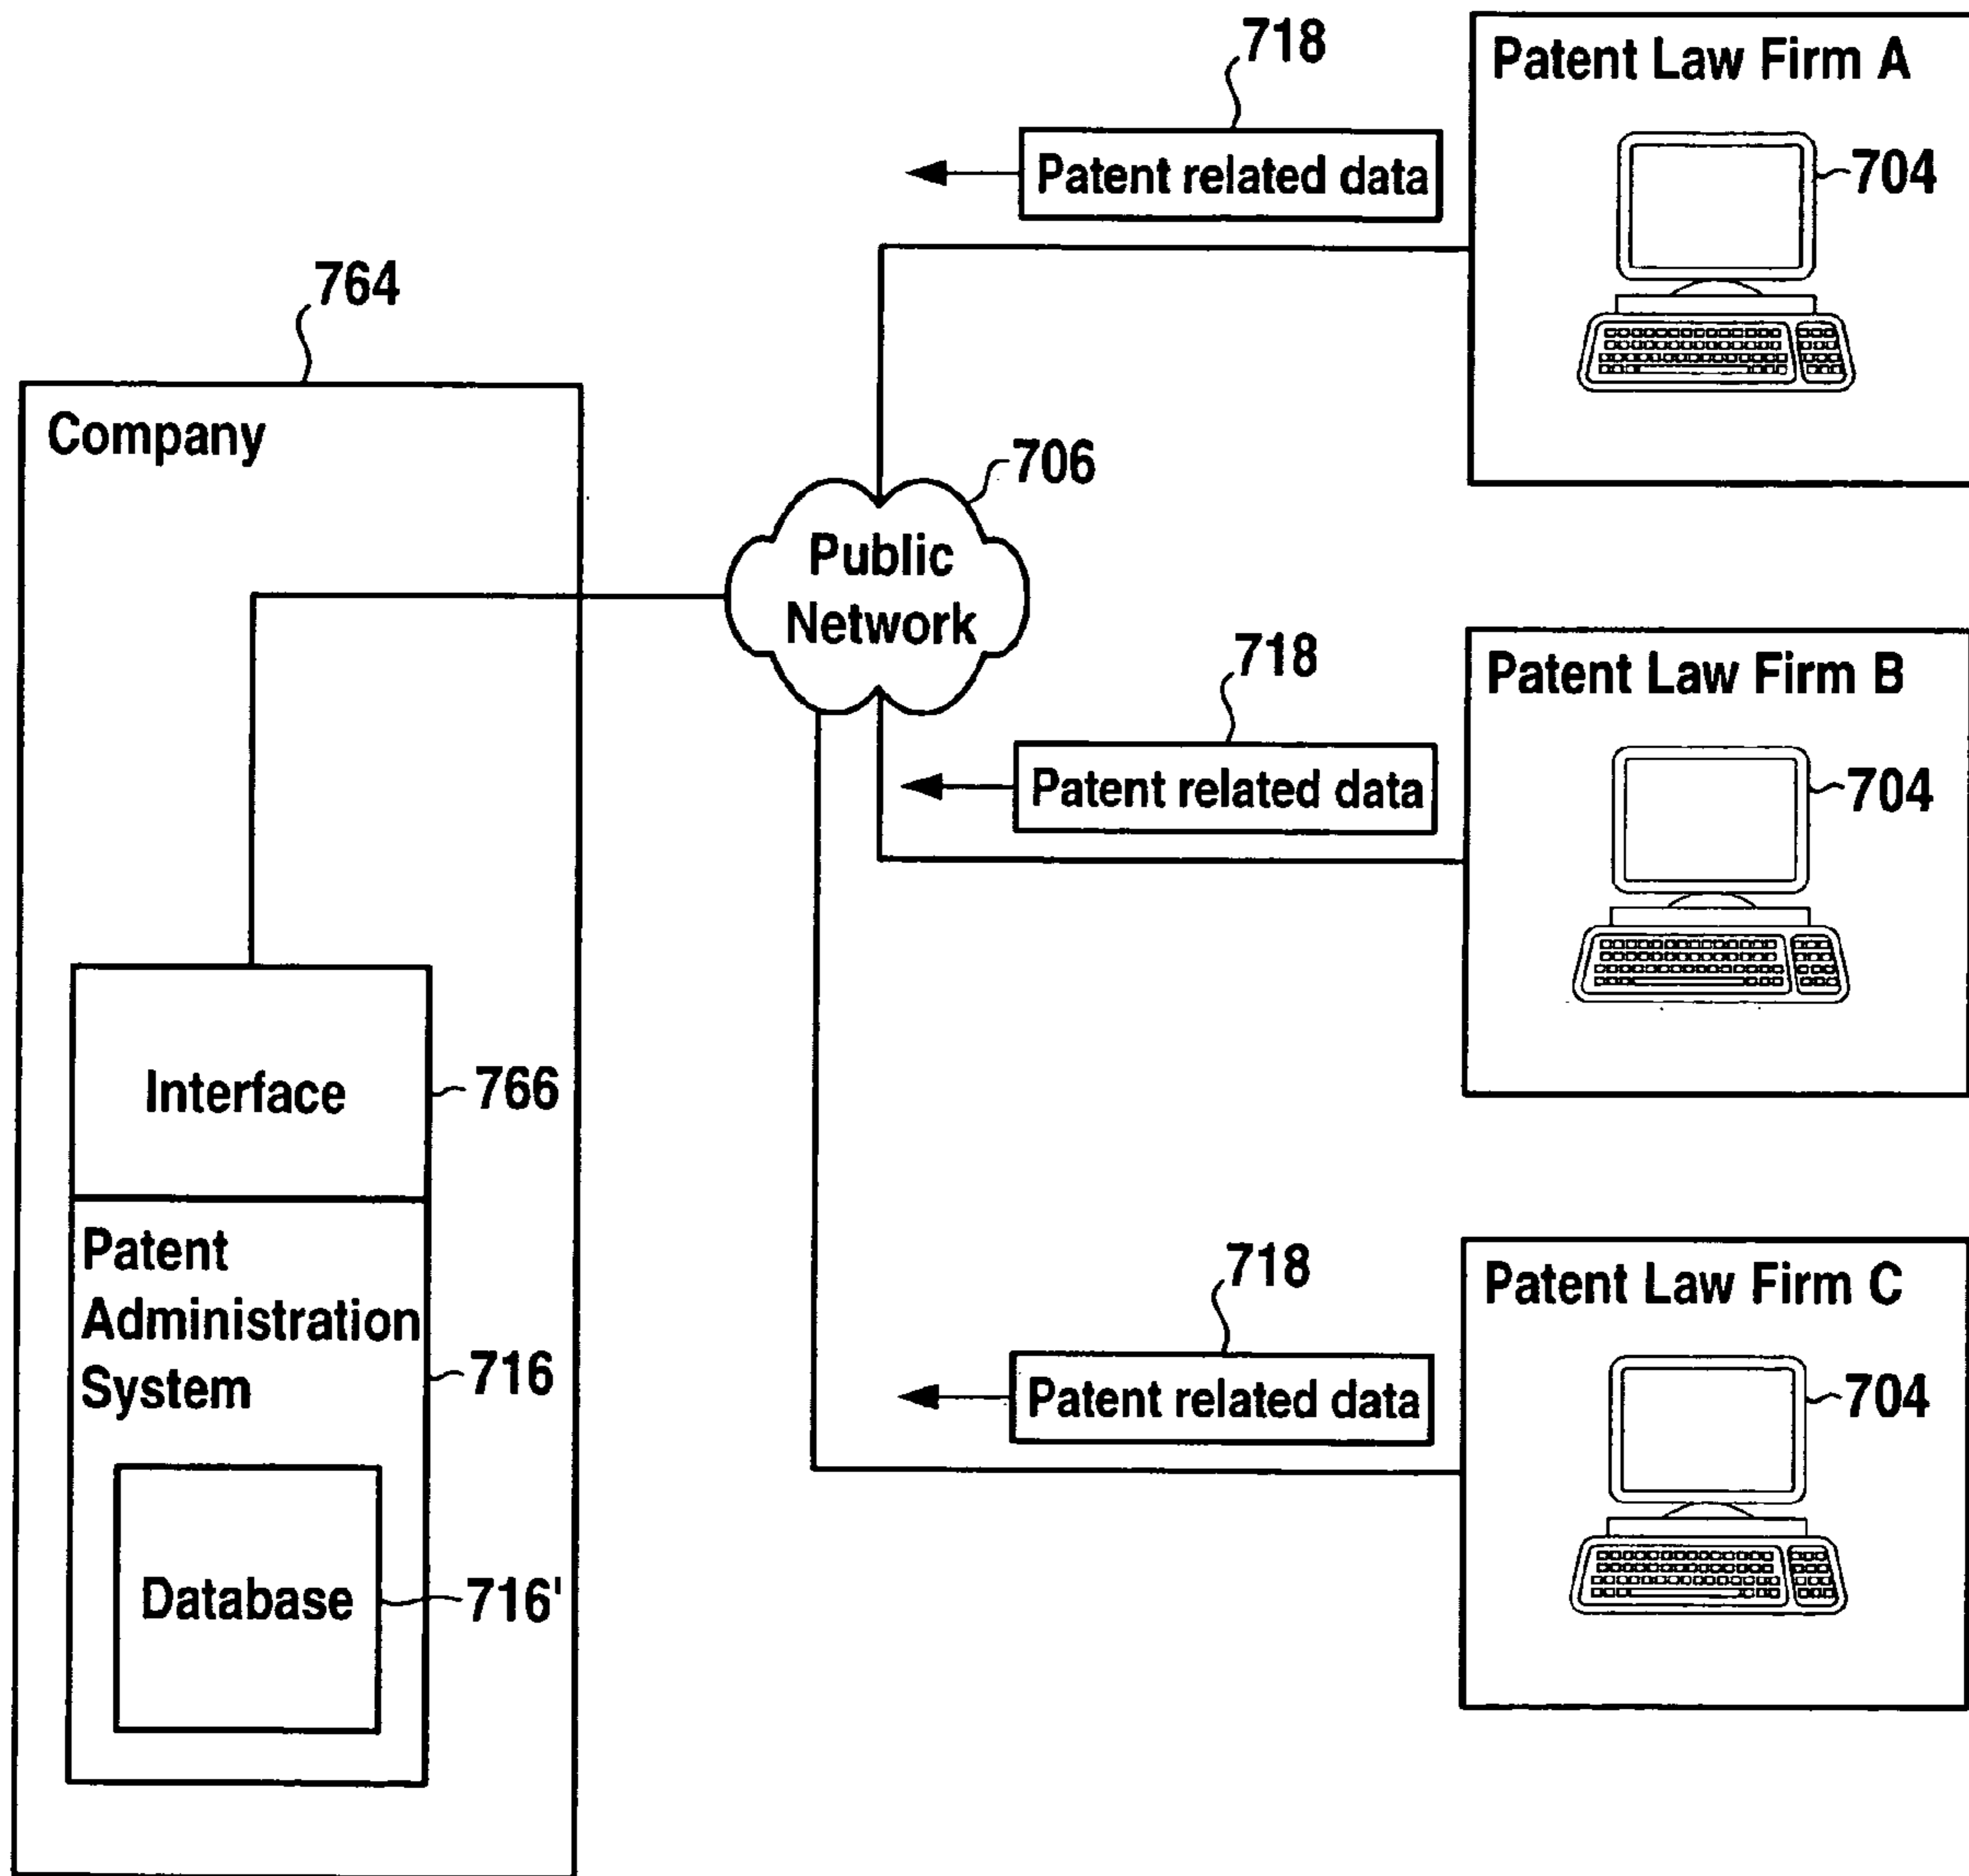 718
Patent Law Firm A
Patent related data
704
764
Company
706
Public
Network
718
Patent Law Firm B
Patent related data
704
Interface
766
Patent
Administration
System
716
718
Patent Law Firm C
Patent related data
704
Database
716'